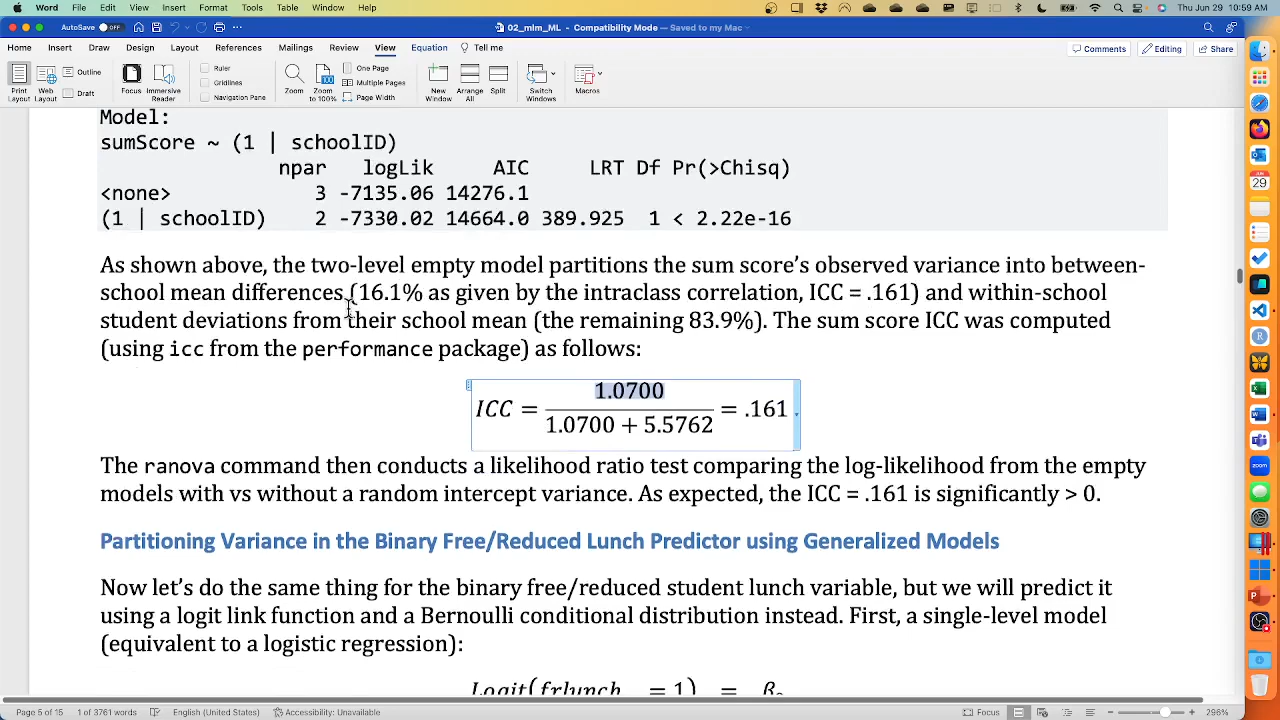 Word File Edit View Insert Format Tools Table Window Help Thu Jun 29 10:59 AM
AutoSave OFF 02_mlm_ML - Compatibility Mode — Saved to my Mac
Home Insert Draw Design Layout References Mailings Review View Equation Tell me Comments Editing Share
Print Layout Web Layout Outline Draft Focus Immersive Reader Ruler Gridlines Navigation Pane Zoom Zoom to 100% One Page Multiple Pages Page Width New Window Arrange All Split Switch Windows Macros
Model:
sumScore ~ (1 | schoolID)
npar logLik AIC LRT Df Pr(>Chisq)
<none> 3 -7135.06 14276.1
(1 | schoolID) 2 -7330.02 14664.0 389.925 1 < 2.22e-16
As shown above, the two-level empty model partitions the sum score’s observed variance into between-
school mean differences (16.1% as given by the intraclass correlation, ICC = .161) and within-school
student deviations from their school mean (the remaining 83.9%). The sum score ICC was computed
(using icc from the performance package) as follows:
1.0700
ICC = = .161 .
1.0700 + 5.5762
The ranova command then conducts a likelihood ratio test comparing the log-likelihood from the empty
models with vs without a random intercept variance. As expected, the ICC = .161 is significantly > 0.
Partitioning Variance in the Binary Free/Reduced Lunch Predictor using Generalized Models
Now let’s do the same thing for the binary free/reduced student lunch variable, but we will predict it
using a logit link function and a Bernoulli conditional distribution instead. First, a single-level model
(equivalent to a logistic regression):
Logit(frlunch = 1) = β
Page 5 of 15 1 of 3761 words English (United States) Accessibility: Unavailable Focus 296%